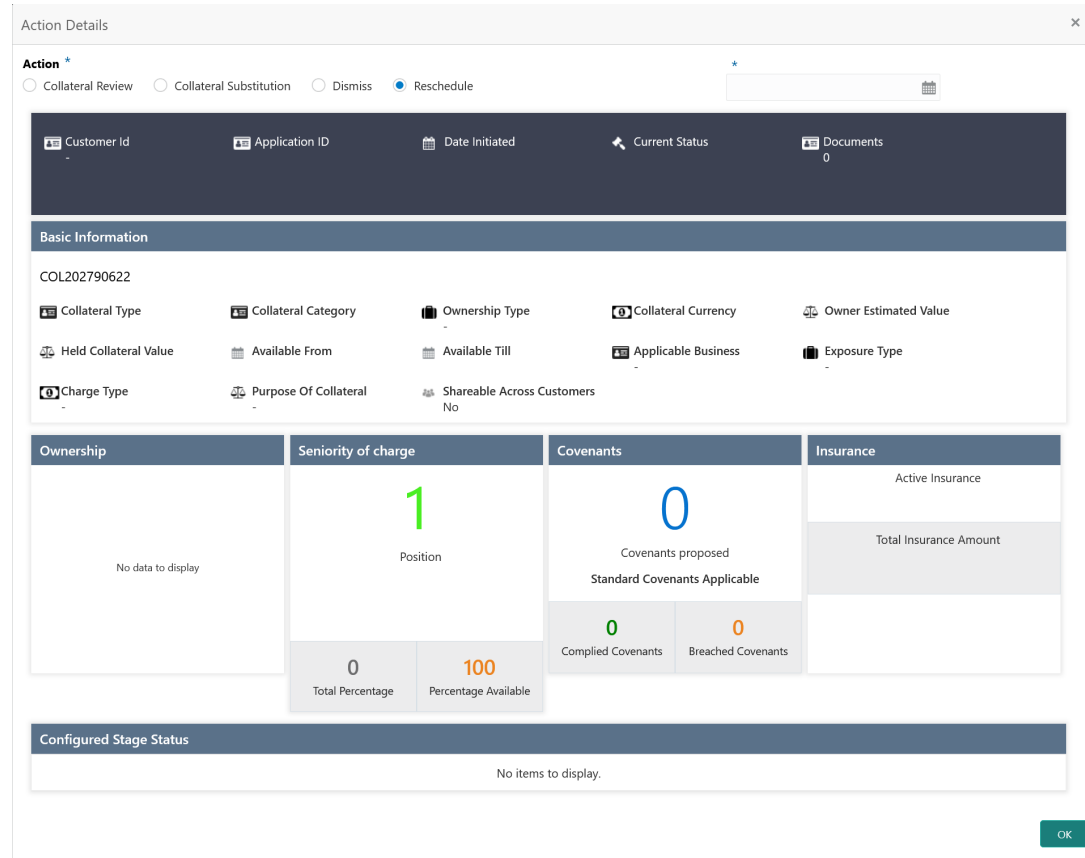 Action Details ×
Action *
Collateral Review Collateral Substitution Dismiss Reschedule
*
Customer Id Application ID Date Initiated Current Status Documents
- 0
Basic Information
COL202790622
Collateral Type Collateral Category Ownership Type Collateral Currency Owner Estimated Value
-
Held Collateral Value Available From Available Till Applicable Business Exposure Type
- -
Charge Type Purpose Of Collateral Shareable Across Customers
- - No
Ownership Seniority of charge Covenants Insurance
No data to display
1
Position
0
Total Percentage
100
Percentage Available
0
Covenants proposed
Standard Covenants Applicable
0
Complied Covenants
0
Breached Covenants
Active Insurance
Total Insurance Amount
Configured Stage Status
No items to display.
OK